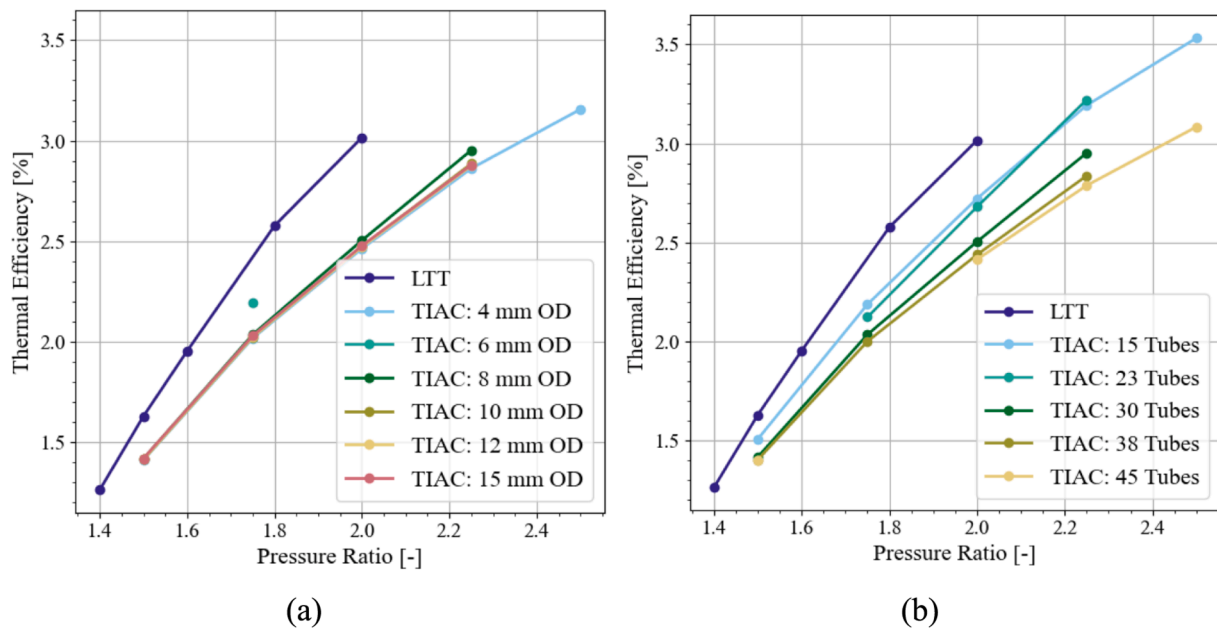 3.5
3.0
2.5
2.0
1.5
Thermal Efficiency [%]
LTT
TIAC: 4 mm OD
TIAC: 6 mm OD
TIAC: 8 mm OD
TIAC: 10 mm OD
TIAC: 12 mm OD
TIAC: 15 mm OD
1.4 1.6 1.8 2.0 2.2 2.4
Pressure Ratio [-]
(a)
3.5
3.0
2.5
2.0
1.5
Thermal Efficiency [%]
LTT
TIAC: 15 Tubes
TIAC: 23 Tubes
TIAC: 30 Tubes
TIAC: 38 Tubes
TIAC: 45 Tubes
1.4 1.6 1.8 2.0 2.2 2.4
Pressure Ratio [-]
(b)